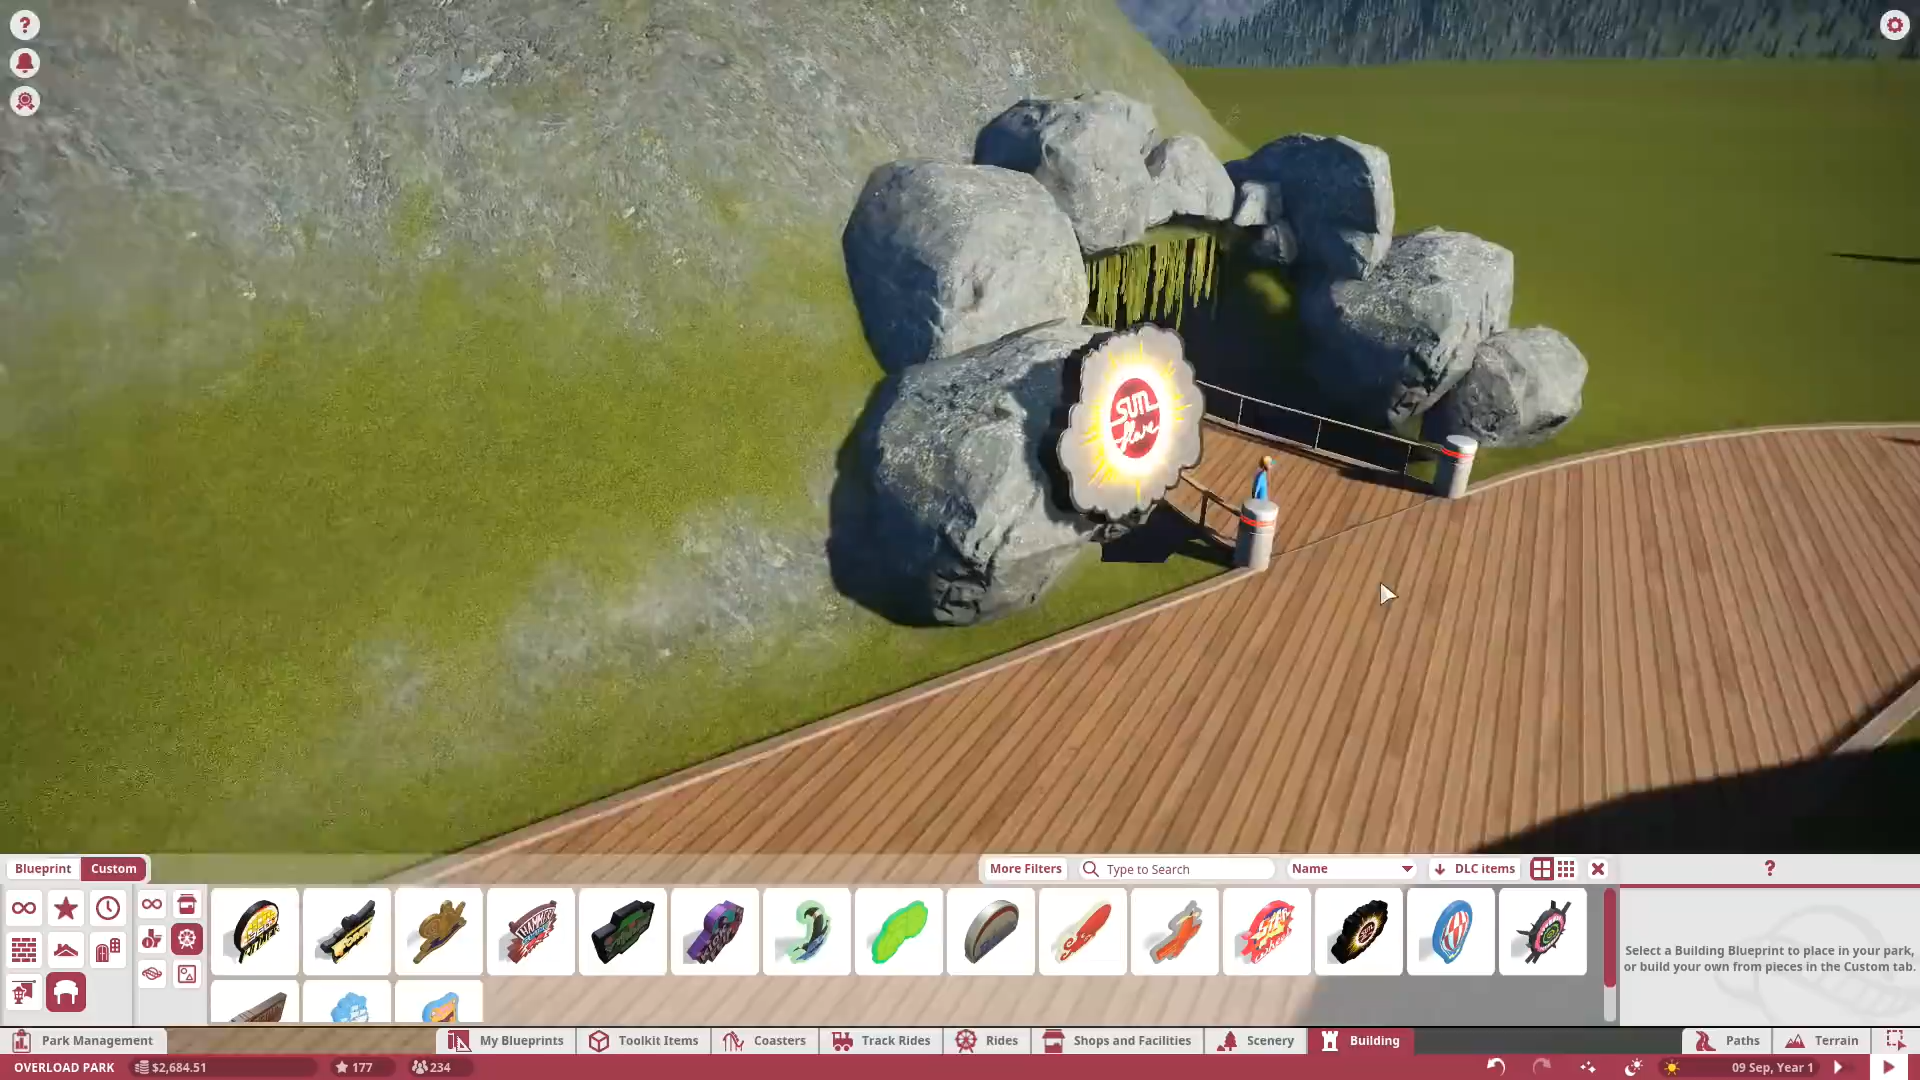 SUN
flare
Blueprint
Custom
More Filters
Type to Search
Name
DLC items
Select a Building Blueprint to place in your park,
or build your own from pieces in the Custom tab.
Park Management
My Blueprints
Toolkit Items
Coasters
Track Rides
Rides
Shops and Facilities
Scenery
Building
Paths
Terrain
OVERLOAD PARK
$2,684.51
177
234
09 Sep, Year 1